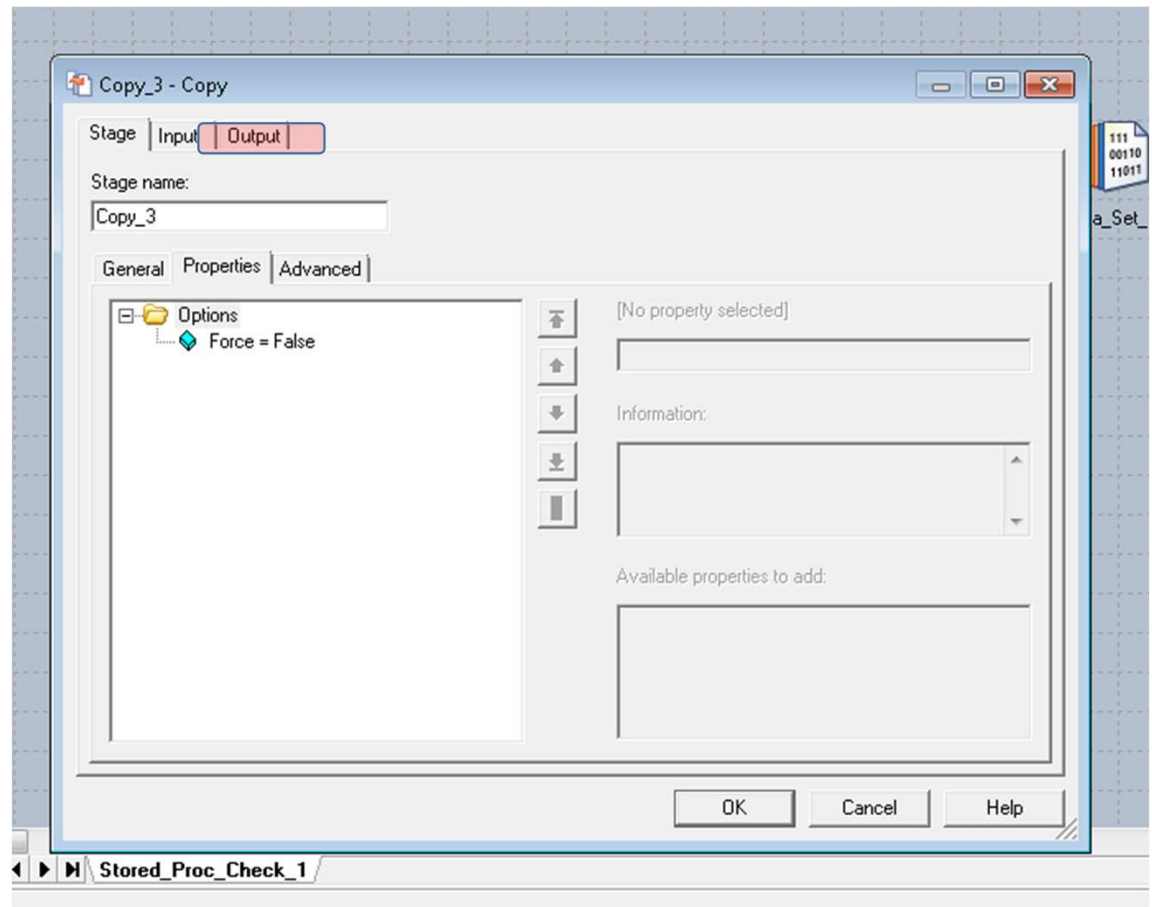 Copy_3 - Copy
Stage Input Output
111
00110
11011
Stage name:
a_Set_
Copy_3
General Properties Advanced
Options
[No property selected]
Force = False
Information:
Available properties to add:
OK Cancel Help
Stored_Proc_Check_1